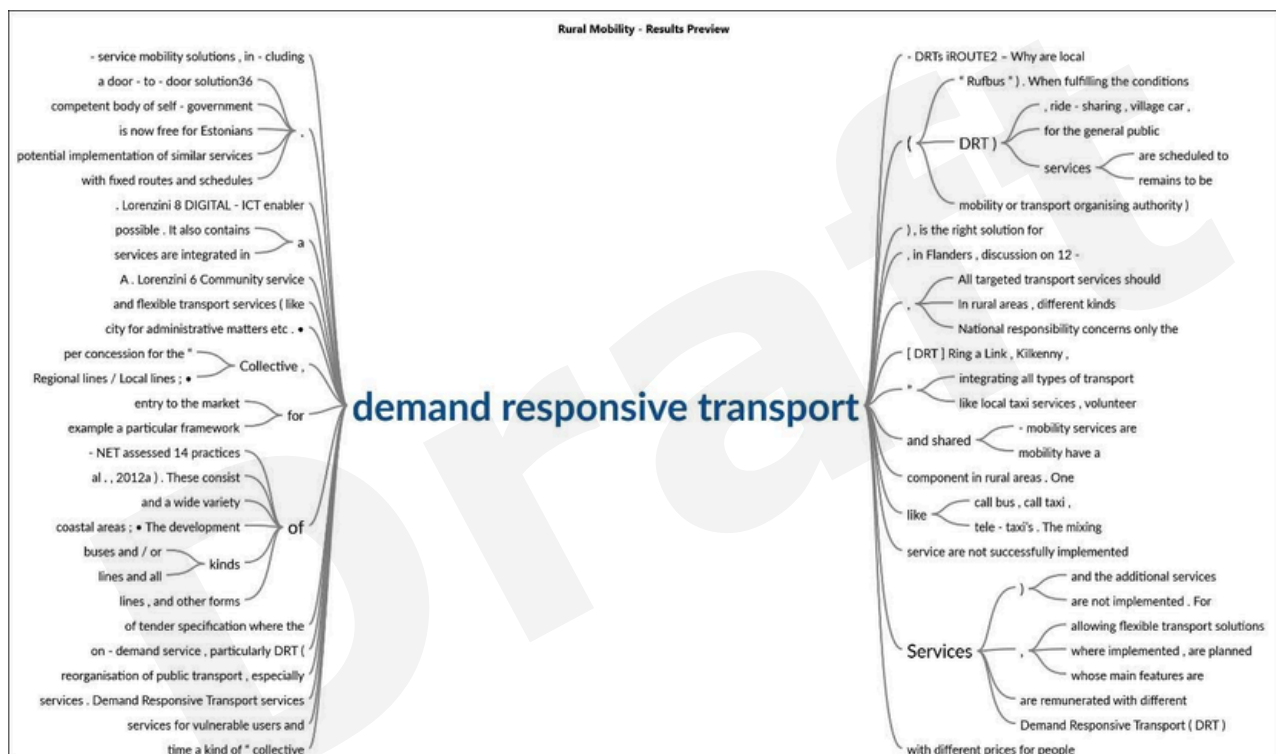 Rural Mobility - Results Preview
- service mobility solutions , in - cluding
a door - to - door solution36
competent body of self - government
is now free for Estonians
potential implementation of similar services
with fixed routes and schedules
.
. Lorenzini 8 DIGITAL - ICT enabler
possible . It also contains
services are integrated in
a
A . Lorenzini 6 Community service
and flexible transport services ( like
city for administrative matters etc . •
per concession for the "
Regional lines / Local lines ; •
Collective ,
entry to the market
example a particular framework
for
- NET assessed 14 practices
al . , 2012a ) . These consist
and a wide variety
coastal areas ; • The development
buses and / or
lines and all
kinds
lines , and other forms
of
of tender specification where the
on - demand service , particularly DRT (
reorganisation of public transport , especially
services . Demand Responsive Transport services
services for vulnerable users and
time a kind of " collective
demand responsive transport
- DRTs iROUTE2 – Why are local
(
" Rufbus " ) . When fulfilling the conditions
DRT )
, ride - sharing , village car ,
for the general public
services
are scheduled to
remains to be
mobility or transport organising authority )
) , is the right solution for
, in Flanders , discussion on 12 -
,
All targeted transport services should
In rural areas , different kinds
National responsibility concerns only the
[ DRT ] Ring a Link , Kilkenny ,
"
integrating all types of transport
like local taxi services , volunteer
and shared
- mobility services are
mobility have a
component in rural areas . One
like
call bus , call taxi ,
tele - taxi's . The mixing
service are not successfully implemented
Services
)
and the additional services
are not implemented . For
,
allowing flexible transport solutions
where implemented , are planned
whose main features are
are remunerated with different
Demand Responsive Transport ( DRT )
with different prices for people
Draft